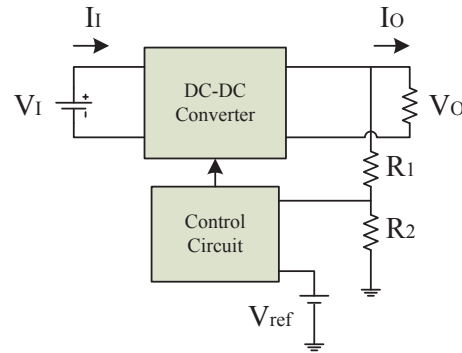 II
IO
DC-DC
Converter
VI
+
-
VO
R1
Control
Circuit
R2
Vref